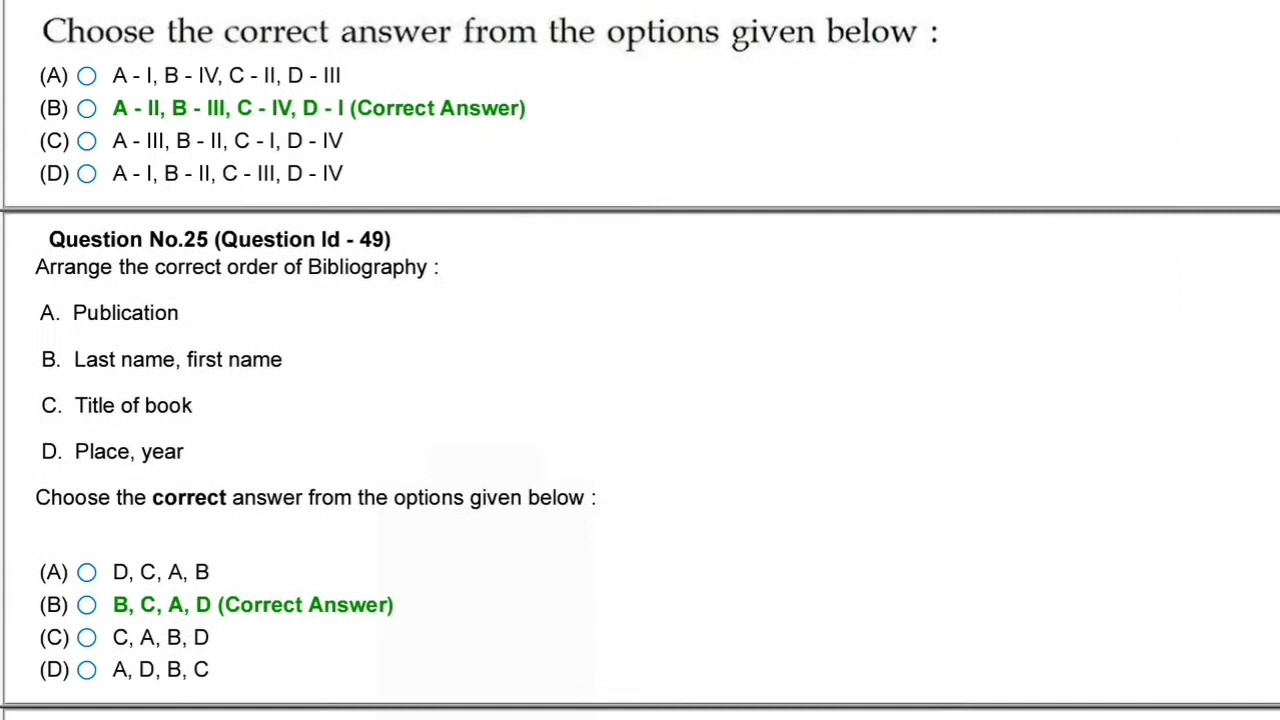 Choose the correct answer from the options given below :
(A) A - I, B - IV, C - II, D - III
(B) A - II, B - III, C - IV, D - I (Correct Answer)
(C) A - III, B - II, C - I, D - IV
(D) A - I, B - II, C - III, D - IV
Question No.25 (Question Id - 49)
Arrange the correct order of Bibliography :
A. Publication
B. Last name, first name
C. Title of book
D. Place, year
Choose the correct answer from the options given below :
(A) D, C, A, B
(B) B, C, A, D (Correct Answer)
(C) C, A, B, D
(D) A, D, B, C